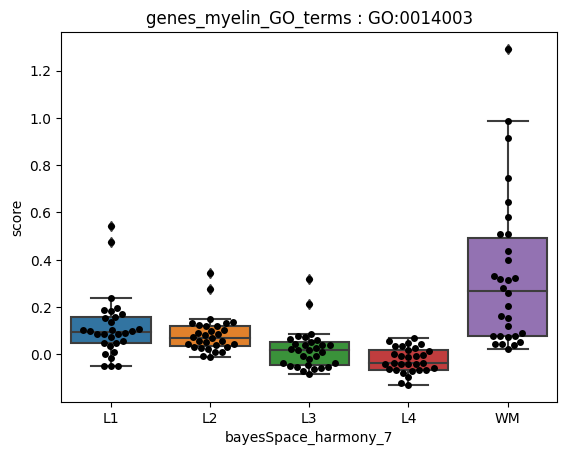 genes_myelin_GO_terms : GO:0014003
score
1.2
1.0
0.8
0.6
0.4
0.2
0.0
L1 L2 L3 L4 WM
bayesSpace_harmony_7